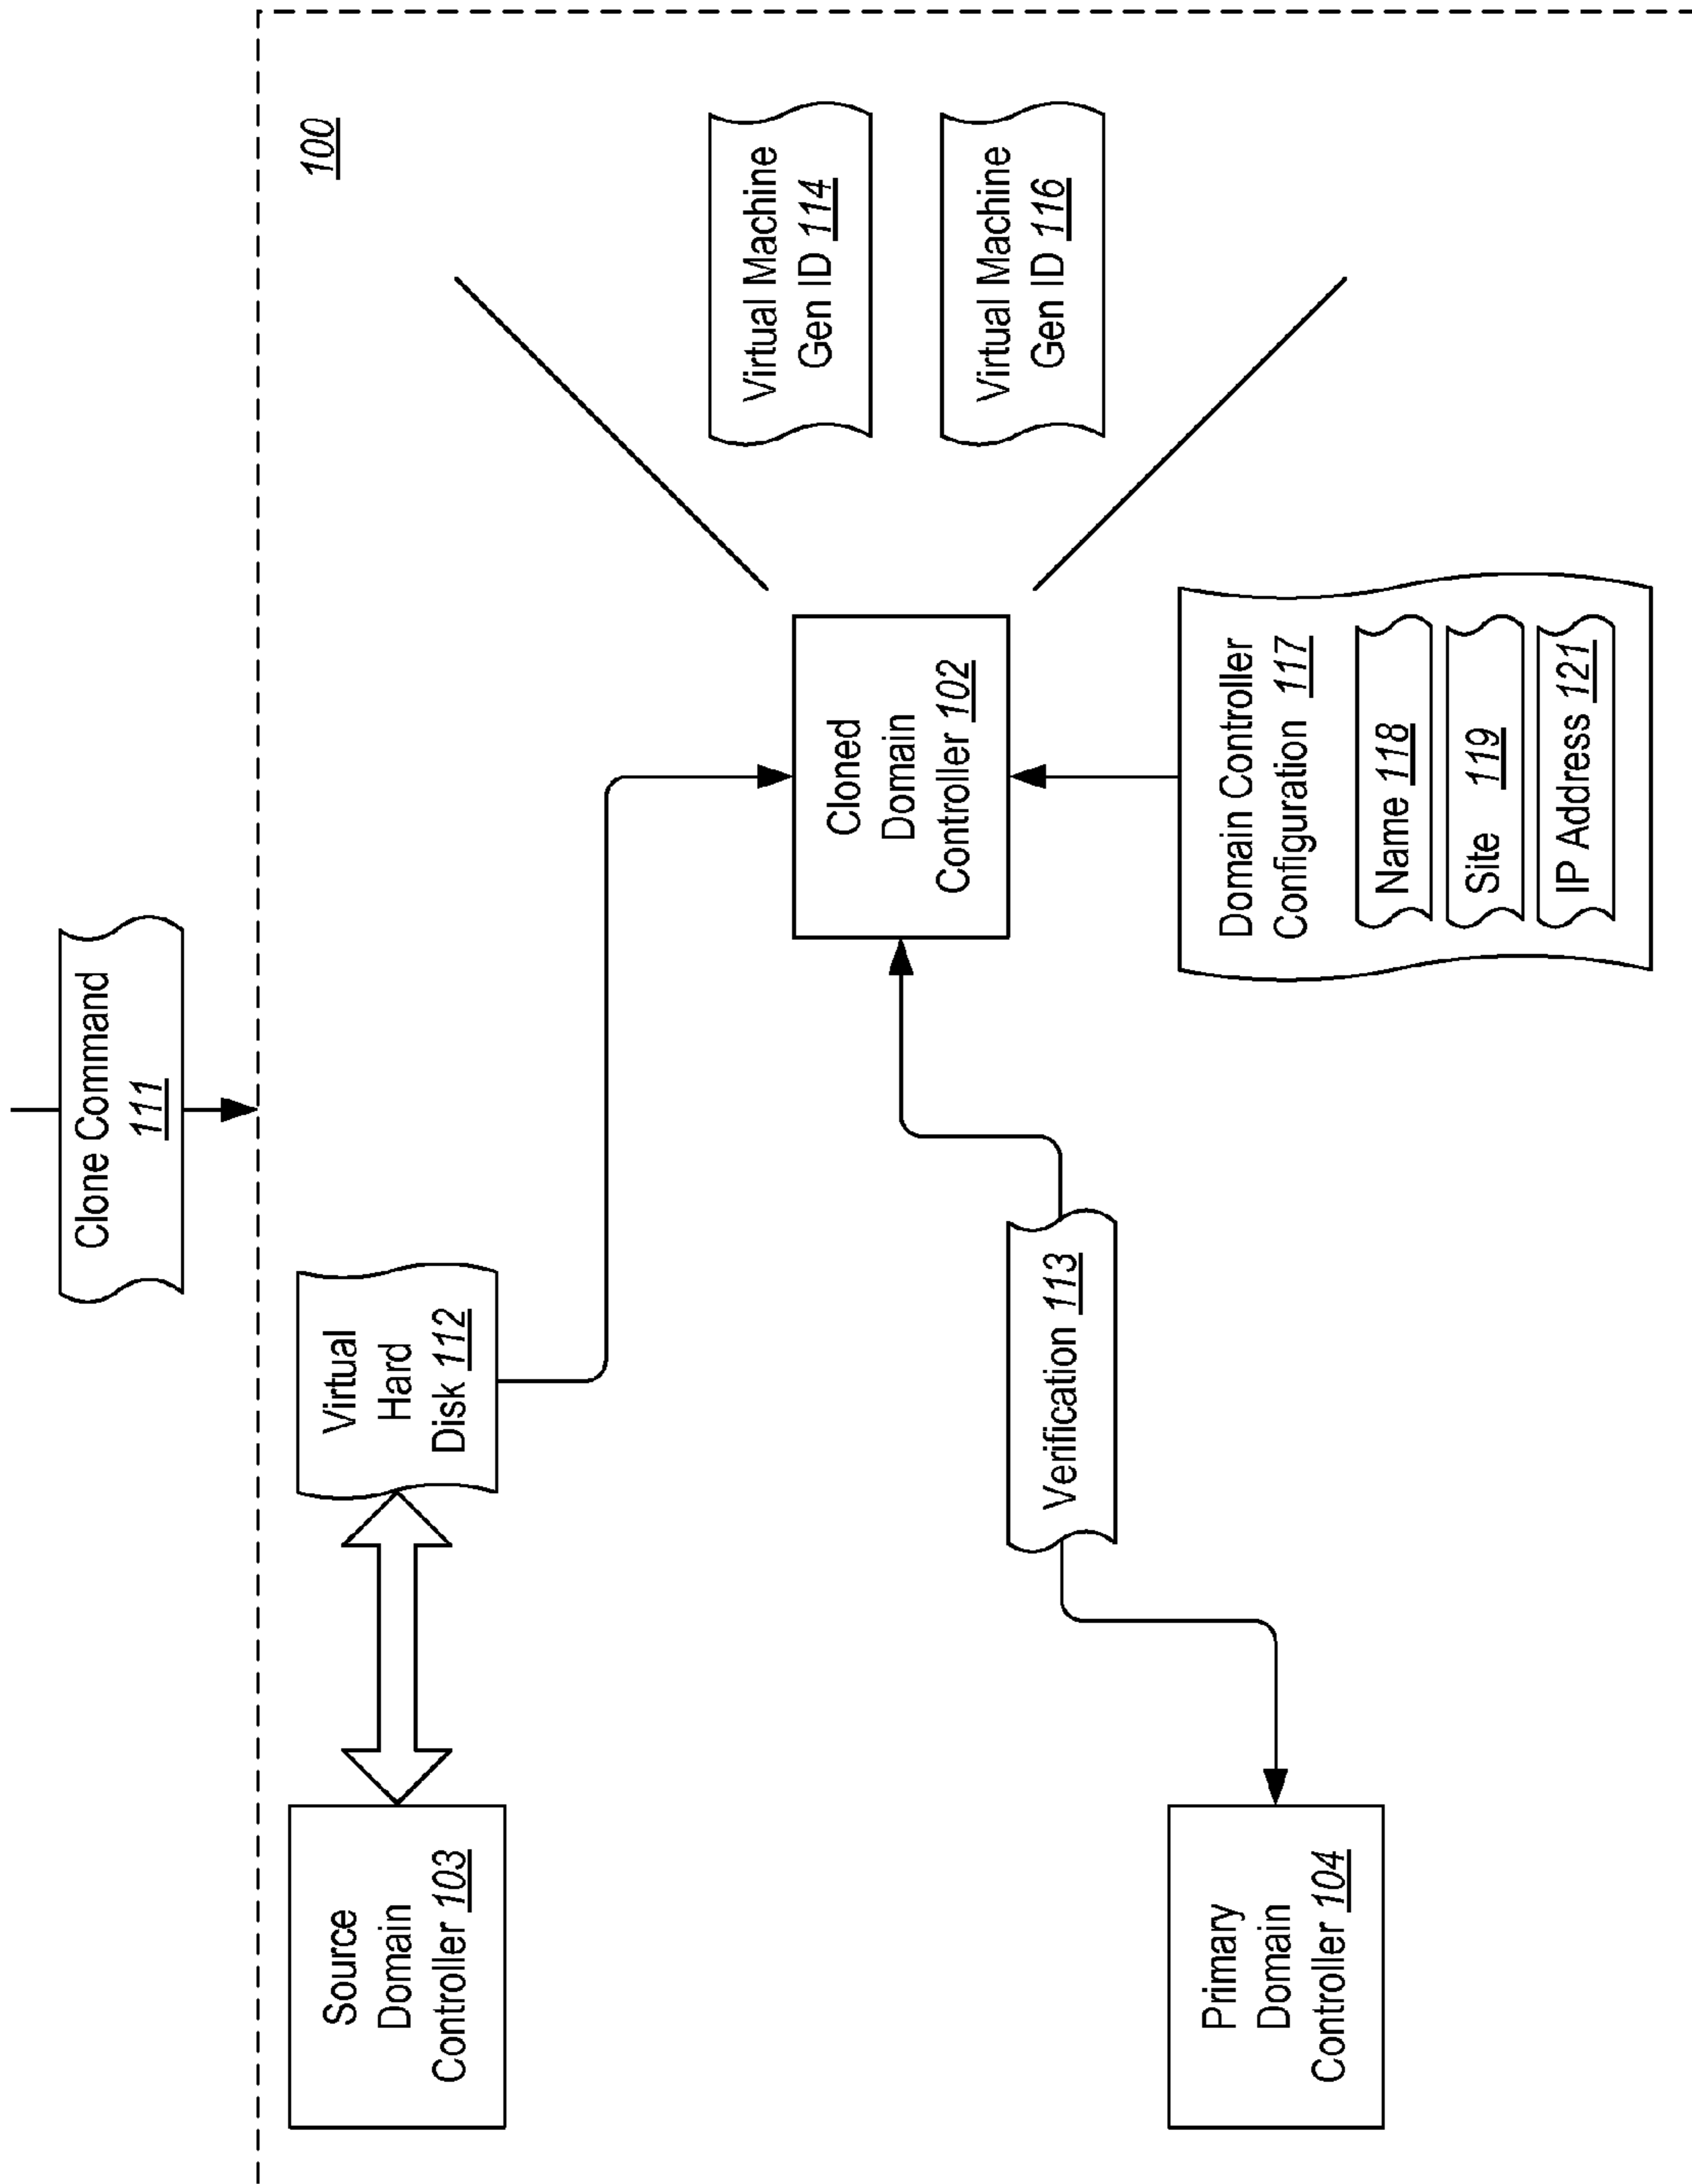 Clone Command
111
100
Source
Domain
Controller 103
Virtual
Hard
Disk 112
Cloned
Domain
Controller 102
Virtual Machine
Gen ID 114
Virtual Machine
Gen ID 116
Verification 113
Primary
Domain
Controller 104
Domain Controller
Configuration 117
Name 118
Site 119
IP Address 121